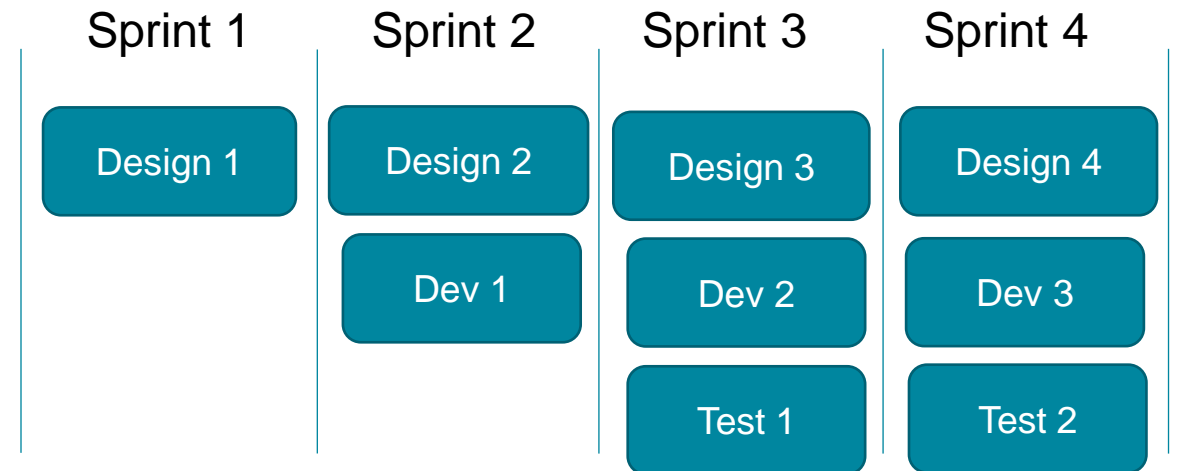 Sprint 1
Sprint 2
Sprint 3
Sprint 4
Design 1
Design 2
Design 3
Design 4
Dev 1
Dev 2
Dev 3
Test 1
Test 2